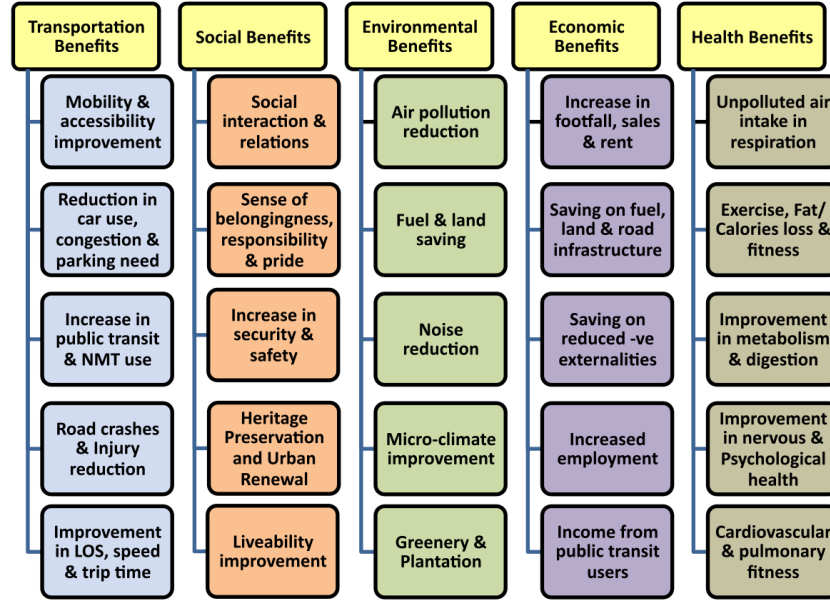 Transportation
Benefits
Mobility &
accessibility
improvement
Reduction in
car use,
congestion &
parking need
Increase in
public transit
& NMT use
Road crashes
& Injury
reduction
Improvement
in LOS, speed
& trip time
Social Benefits
Social
interaction &
relations
Sense of
belongingness,
responsibility
& pride
Increase in
security &
safety
Heritage
Preservation
and Urban
Renewal
Liveability
improvement
Environmental
Benefits
Air pollution
reduction
Fuel & land
saving
Noise
reduction
Micro-climate
improvement
Greenery &
Plantation
Economic
Benefits
Increase in
footfall, sales
& rent
Saving on fuel,
land & road
infrastructure
Saving on
reduced -ve
externalities
Increased
employment
Income from
public transit
users
Health Benefits
Unpolluted air
intake in
respiration
Exercise, Fat/
Calories loss &
fitness
Improvement
in metabolism
& digestion
Improvement
in nervous &
Psychological
health
Cardiovascular
& pulmonary
fitness